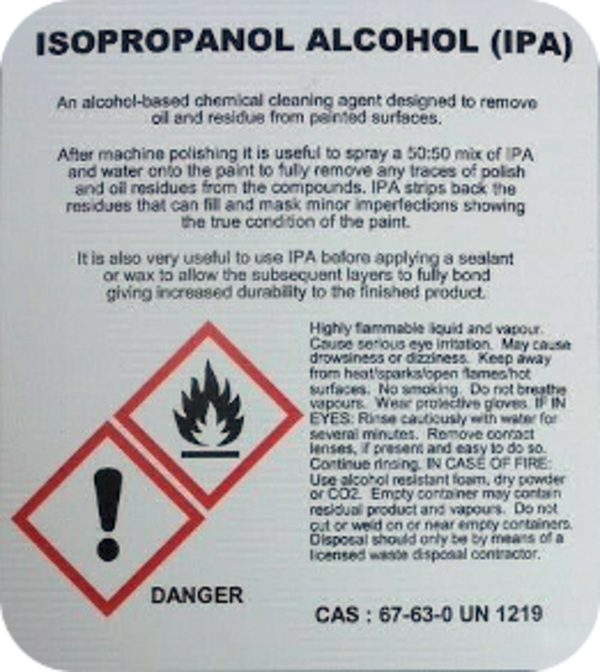 ISOPROPANOL ALCOHOL (IPA)
An alcohol-based chemical cleaning agent designed to remove
oil and residue from painted surfaces.
After machine polishing it is useful to spray a 50:50 mix of IPA
and water onto the paint to fully remove any traces of polish
and oil residues from the compounds. IPA strips back the
residues that can fill and mask minor imperfections showing
the true condition of the paint.
It is also very useful to use IPA before applying a sealant
or wax to allow the subsequent layers to fully bond
giving increased durability to the finished product.
Highly flammable liquid and vapour.
Cause serious eye irritation. May cause
drowsiness or dizziness. Keep away
from heat/sparks/open flames/hot
surfaces. No smoking. Do not breathe
vapours. Wear protective gloves. IF IN
EYES: Rinse cautiously with water for
several minutes. Remove contact
lenses, if present and easy to do so.
Continue rinsing. IN CASE OF FIRE:
Use alcohol resistant foam, dry powder
or CO2. Empty container may contain
residual product and vapours. Do not
cut or weld on or near empty containers.
Disposal should only be by means of a
licensed waste disposal contractor.
DANGER
CAS : 67-63-0 UN 1219